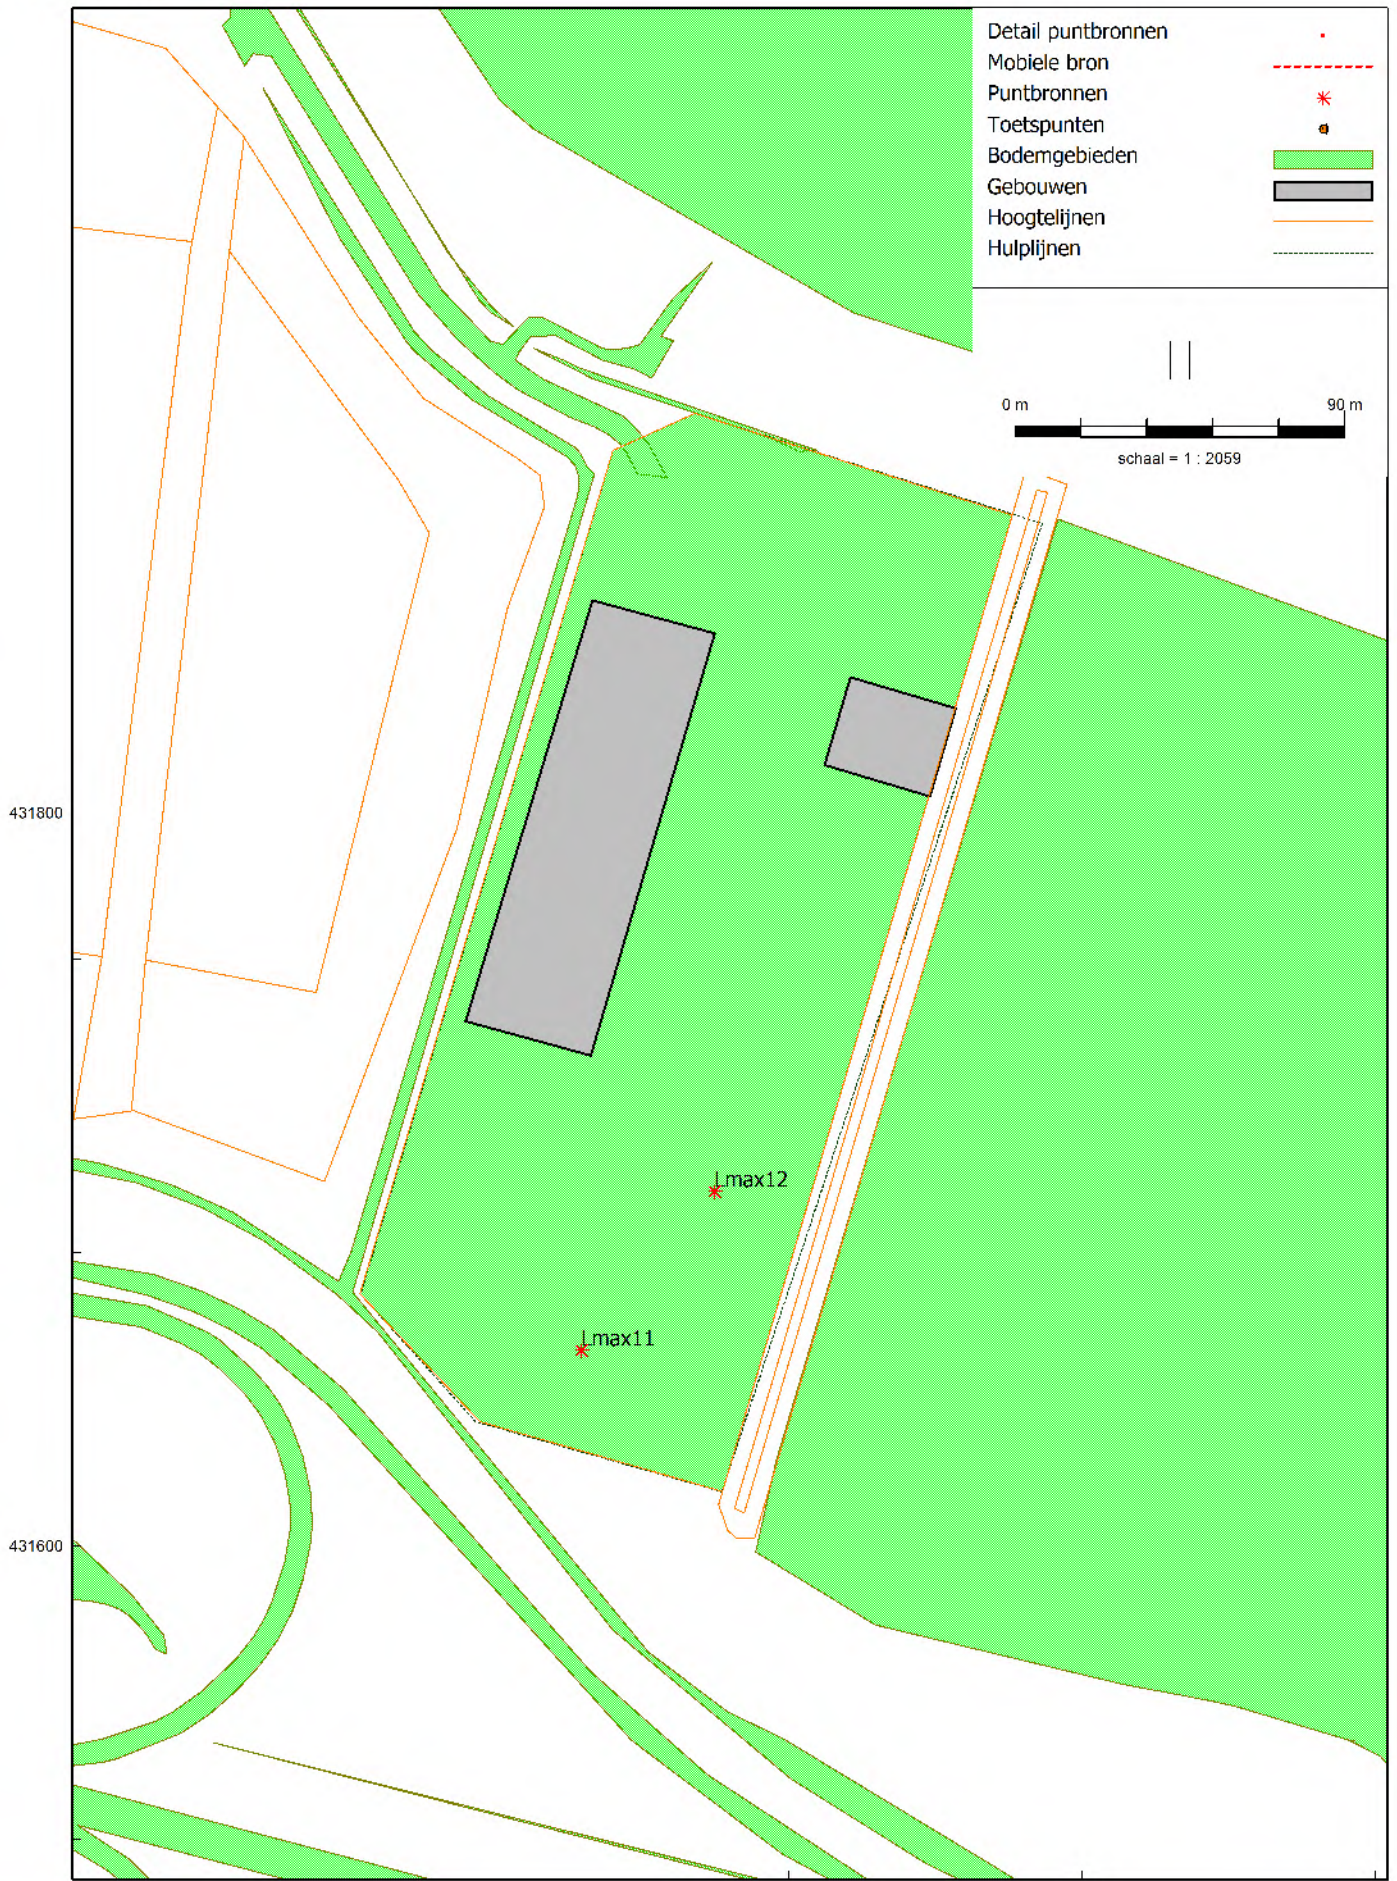 Detail puntbronnen
Mobiele bron
Puntbronnen
Toetspunten
Bodemgebieden
Gebouwen
Hoogtelijnen
Hulplijnen
0 m 90 m
schaal = 1 : 2059
431800
Lmax12
Lmax11
431600